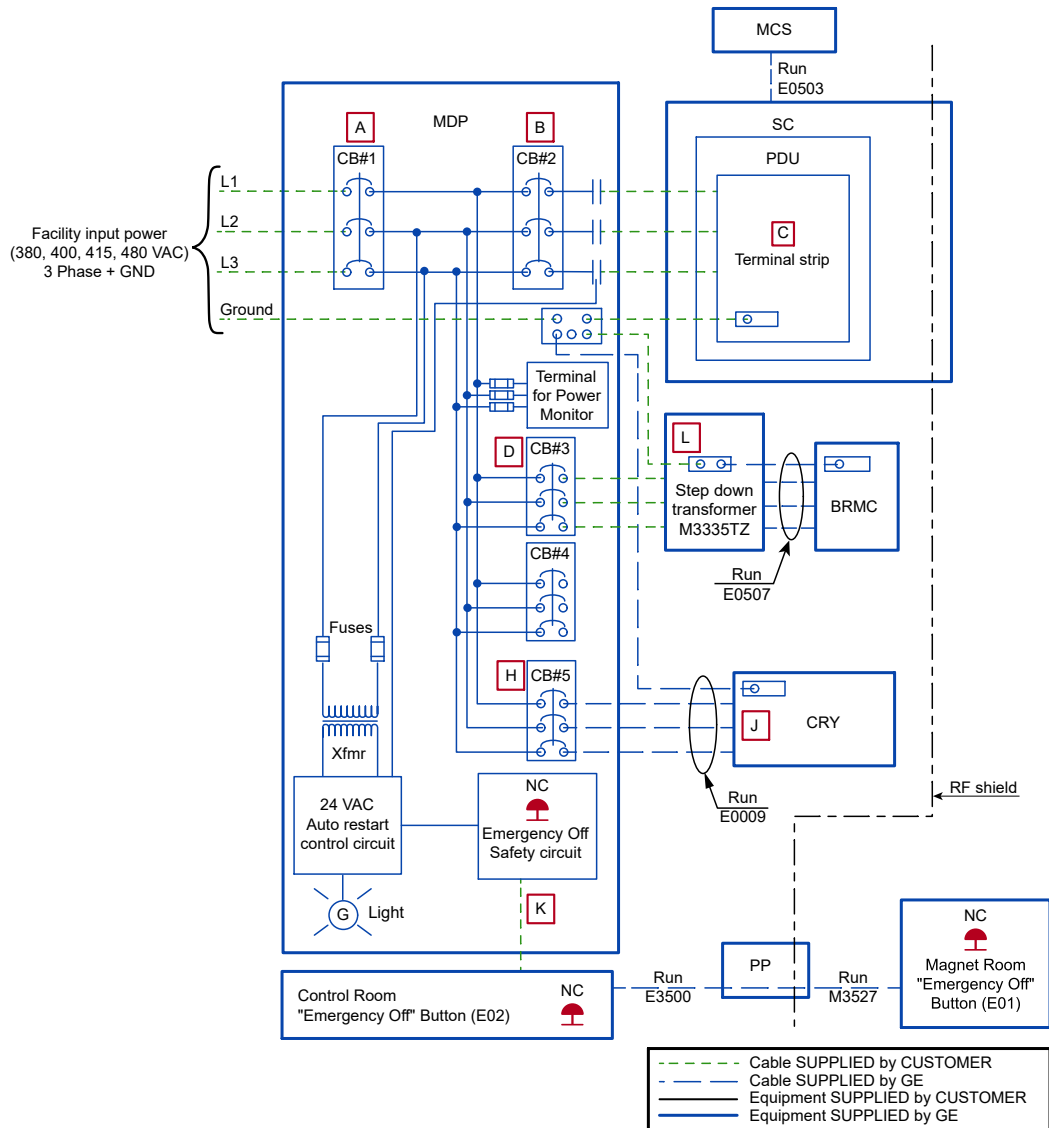 MCS
Run
E0503
MDP
SC
A
B
CB#1
CB#2
PDU
L1
L2
L3
Ground
Facility input power
(380, 400, 415, 480 VAC)
3 Phase + GND
C
Terminal strip
Terminal
for Power
Monitor
D
CB#3
L
Step down
transformer
M3335TZ
BRMC
Run
E0507
CB#4
Fuses
H
CB#5
J
CRY
Run
E0009
RF shield
Xfmr
24 VAC
Auto restart
control circuit
NC
Emergency Off
Safety circuit
G
Light
K
Control Room
"Emergency Off" Button (E02)
NC
Run
E3500
PP
Run
M3527
NC
Magnet Room
"Emergency Off"
Button (E01)
Cable SUPPLIED by CUSTOMER
Cable SUPPLIED by GE
Equipment SUPPLIED by CUSTOMER
Equipment SUPPLIED by GE